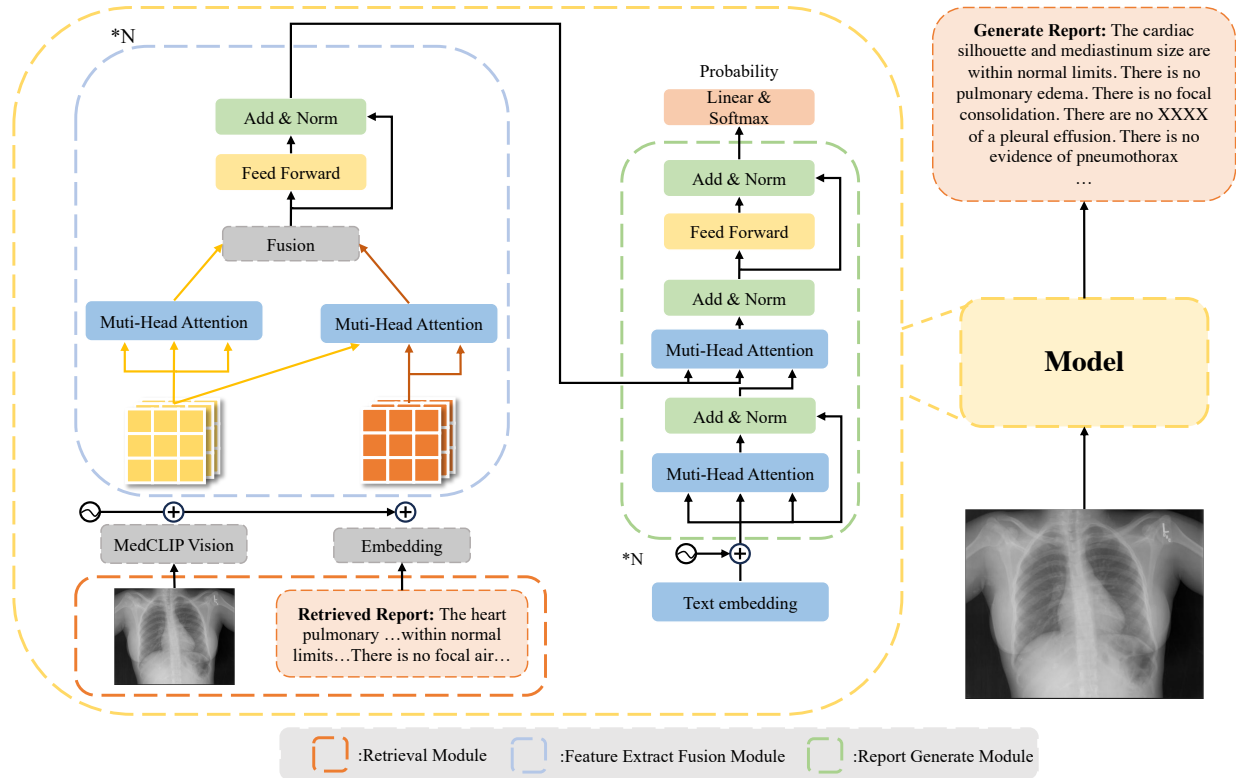 *N
Add & Norm
Feed Forward
Fusion
Muti-Head Attention
Muti-Head Attention
MedCLIP Vision
Embedding
Retrieved Report: The heart
pulmonary …within normal
limits…There is no focal air…
Probability
Linear &
Softmax
Add & Norm
Feed Forward
Add & Norm
Muti-Head Attention
Add & Norm
Muti-Head Attention
*N
Text embedding
Generate Report: The cardiac
silhouette and mediastinum size are
within normal limits. There is no
pulmonary edema. There is no focal
consolidation. There are no XXXX
of a pleural effusion. There is no
evidence of pneumothorax
…
Model
:Retrieval Module
:Feature Extract Fusion Module
:Report Generate Module